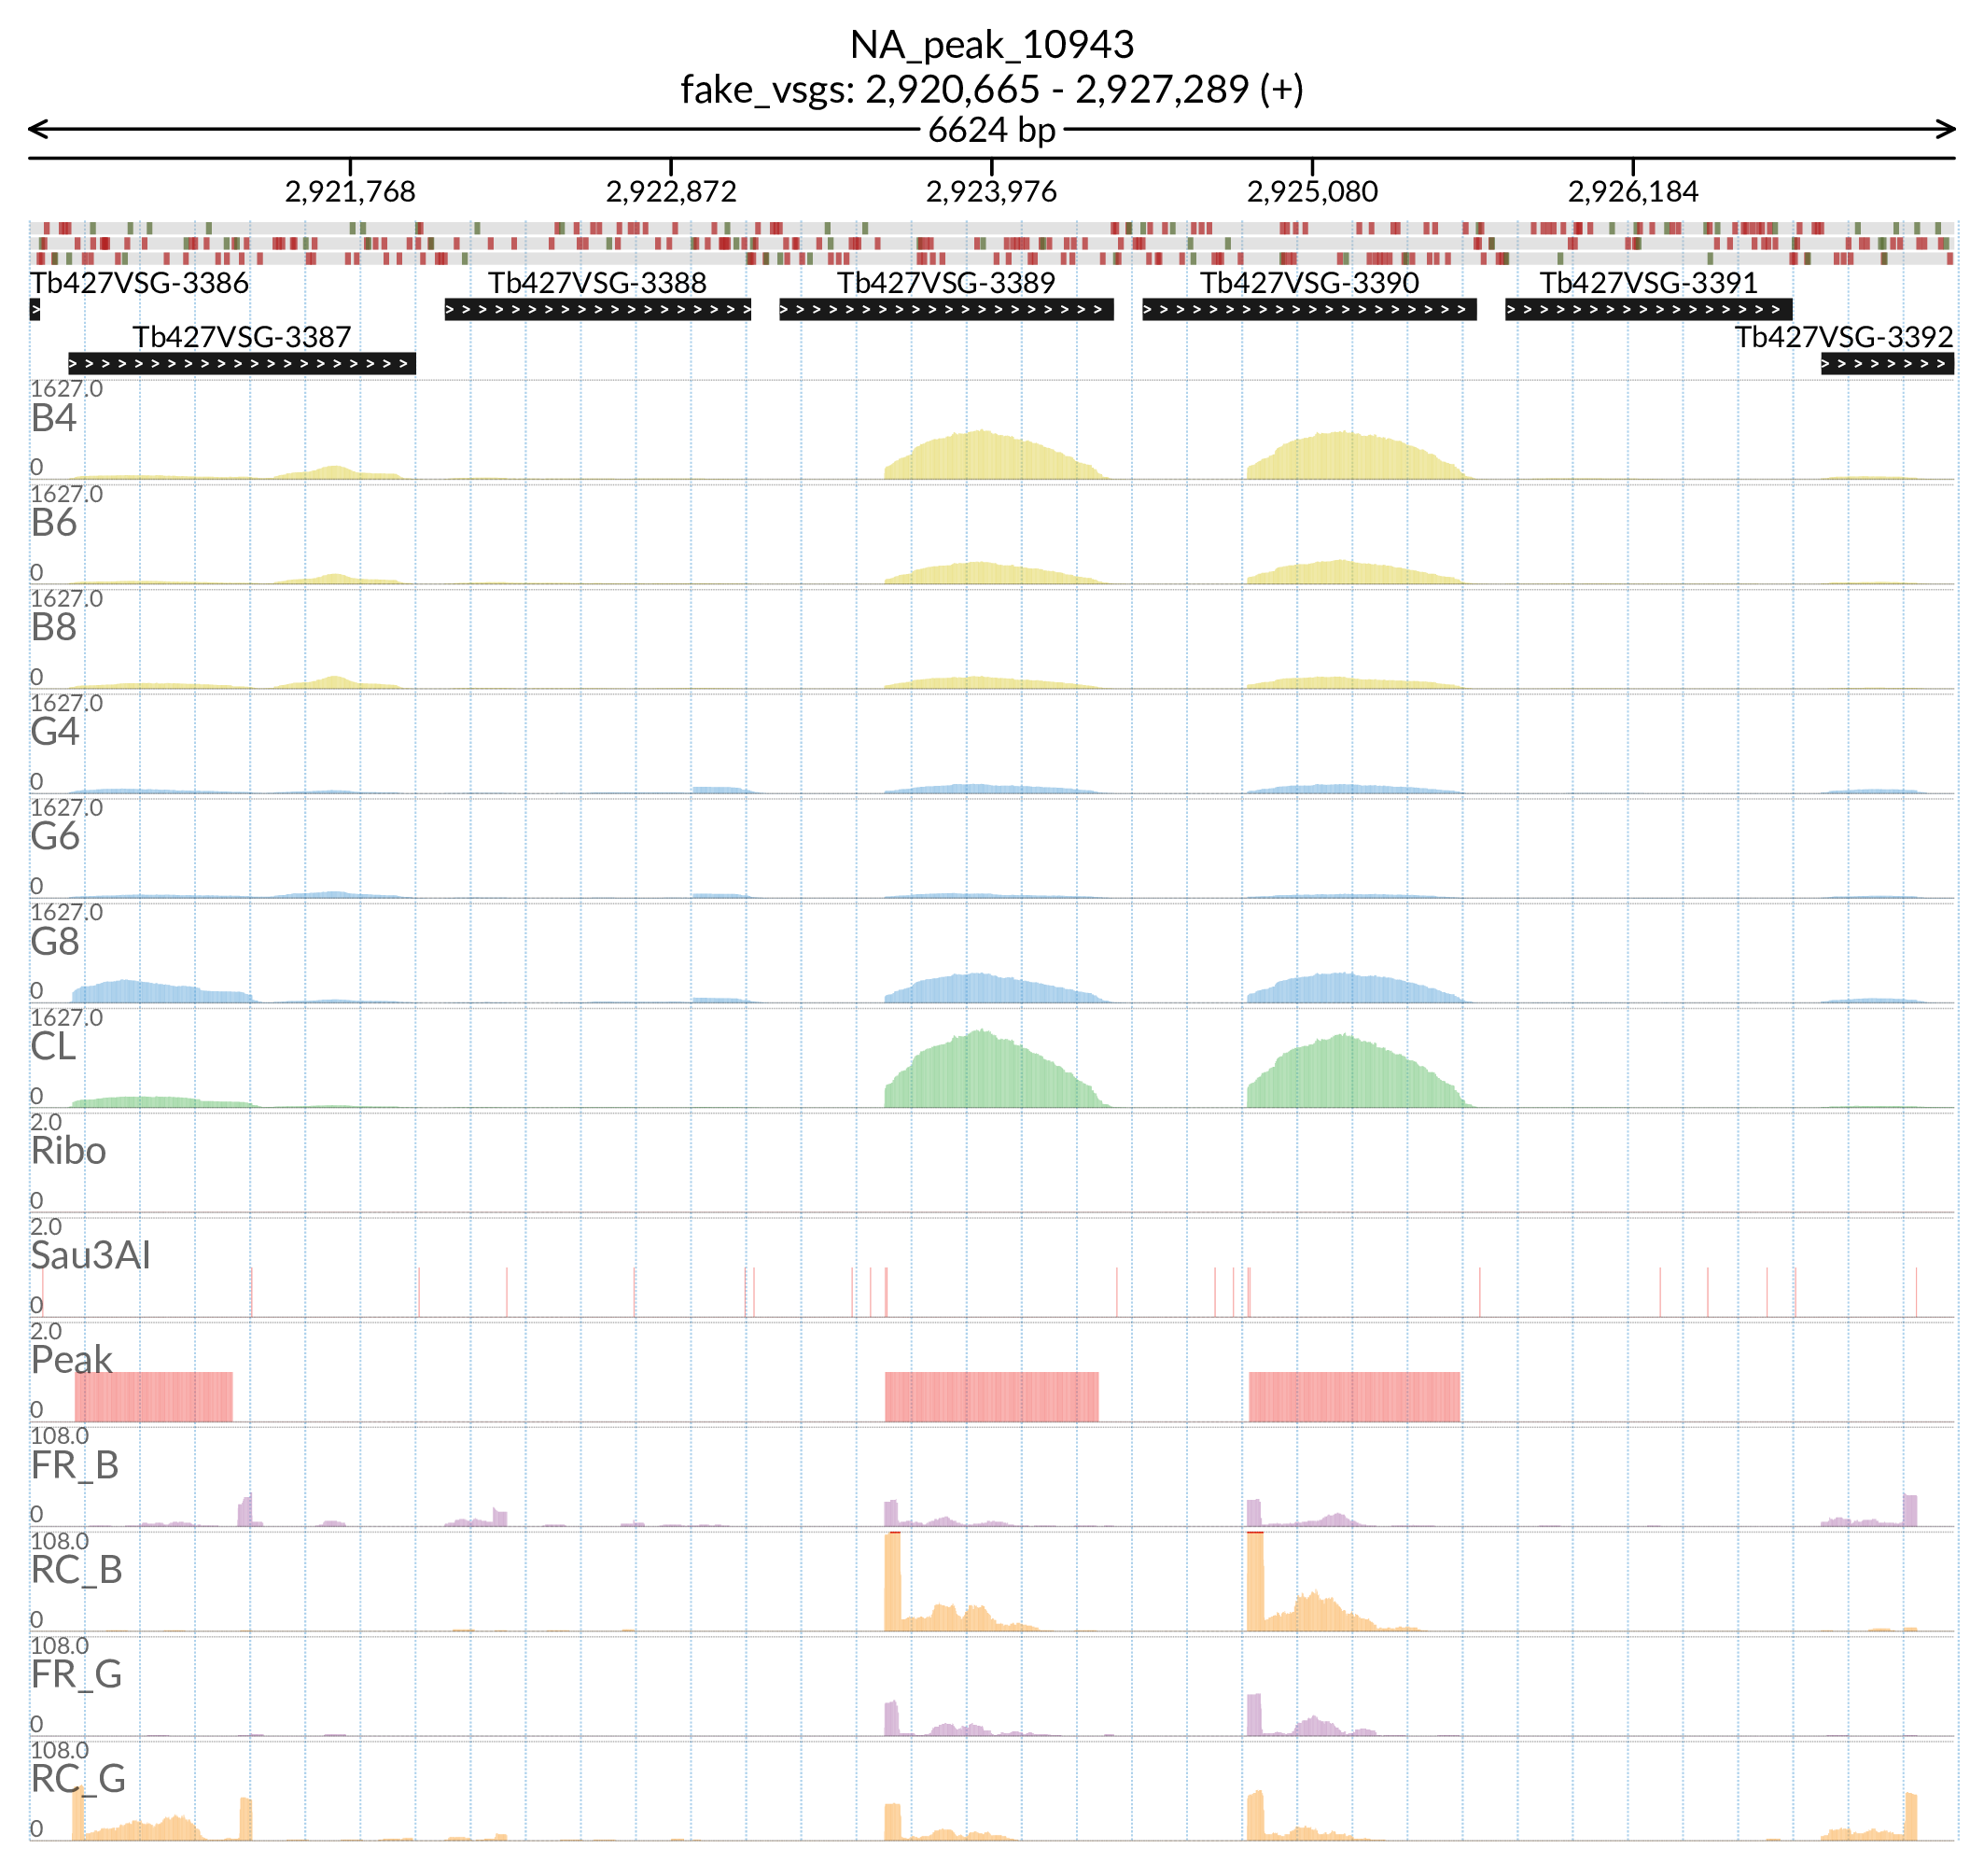 NA_peak_10943
fake_vsgs: 2,920,665 - 2,927,289 (+)
6624 bp
2,921,768 2,922,872 2,923,976 2,925,080 2,926,184
Tb427VSG-3386 Tb427VSG-3388 Tb427VSG-3389 Tb427VSG-3390 Tb427VSG-3391
Tb427VSG-3387 Tb427VSG-3392
1627.0
B4
0
1627.0
B6
0
1627.0
B8
0
1627.0
G4
0
1627.0
G6
0
1627.0
G8
0
1627.0
CL
0
2.0
Ribo
0
2.0
Sau3AI
0
2.0
Peak
0
108.0
FR_B
0
108.0
RC_B
0
108.0
FR_G
0
108.0
RC_G
0